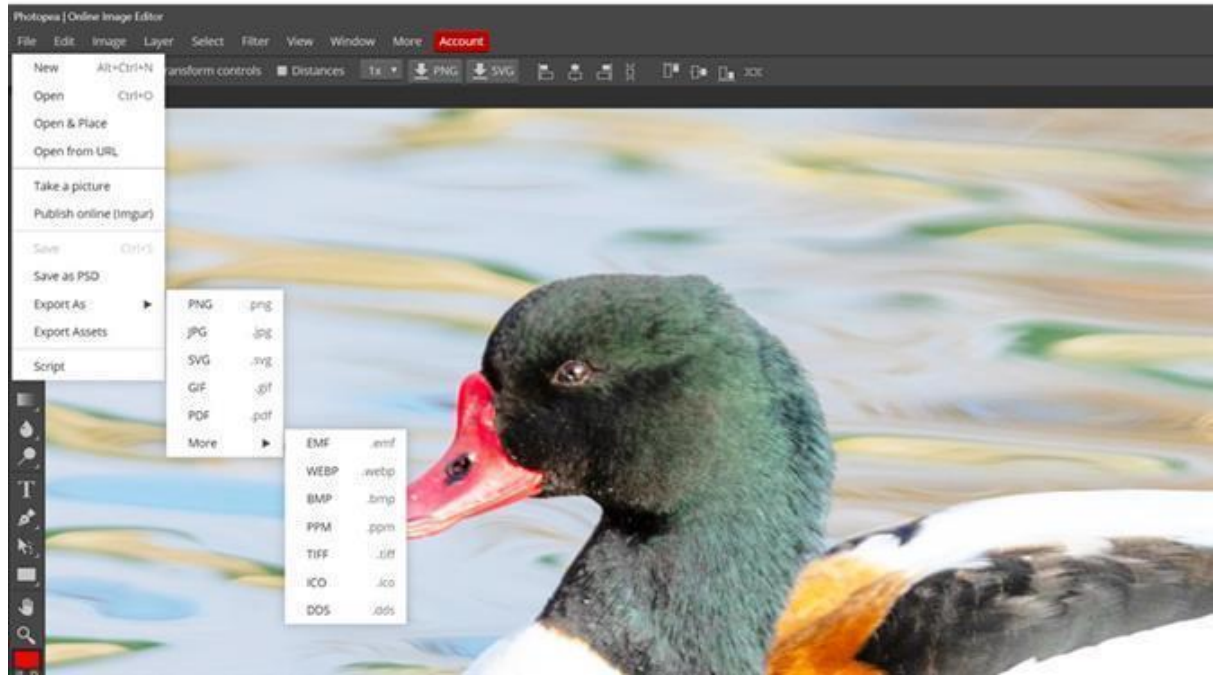 Photopea | Online Image Editor
File Edit Image Layer Select Filter View Window More Account
ransform controls Distances 1x PNG SVG
New Alt+Ctrl+N
Open Ctrl+O
Open & Place
Open from URL
Take a picture
Publish online (Imgur)
Save Ctrl+S
Save as PSD
Export As
Export Assets
Script
PNG .png
JPG .jpg
SVG .svg
GIF .gif
PDF .pdf
More
EMF .emf
WEBP .webp
BMP .bmp
PPM .ppm
TIFF .tiff
ICO .ico
DDS .dds
T